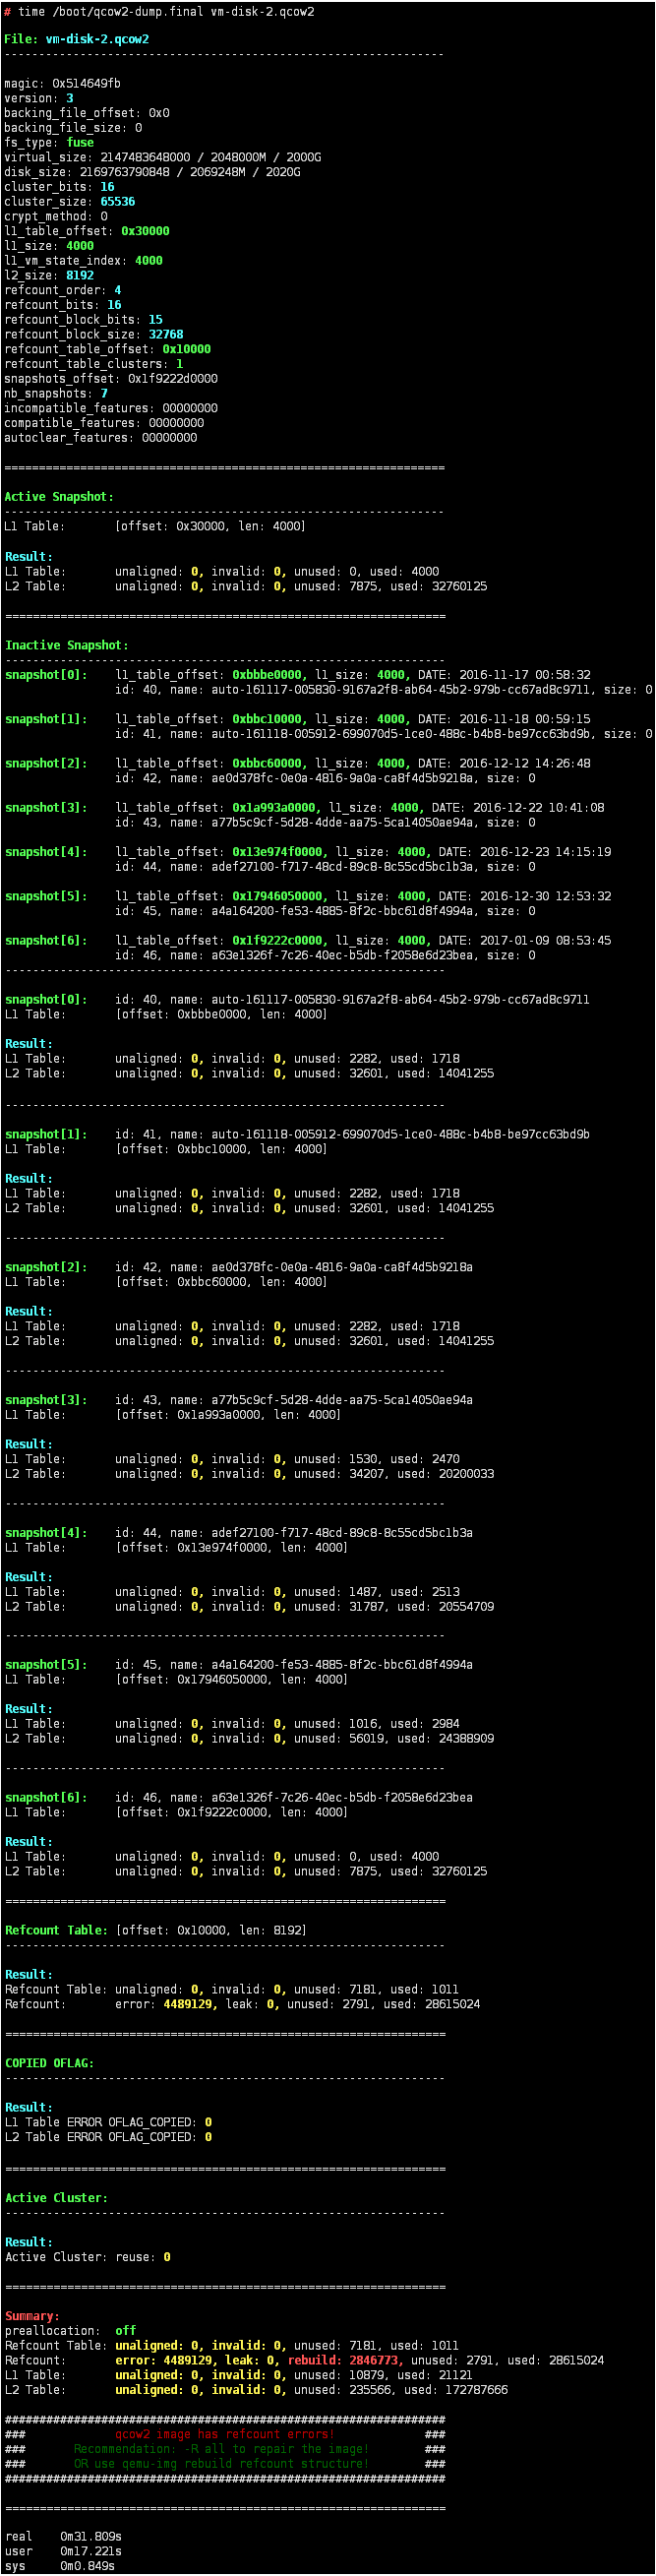 # time /boot/qcow2-dump.final vm-disk-2.qcow2
File: vm-disk-2.qcow2
----------------------------------------------------------------
magic: 0x514649fb
version: 3
backing_file_offset: 0x0
backing_file_size: 0
fs_type: fuse
virtual_size: 2147483648000 / 2048000M / 2000G
disk_size: 2169763790848 / 2069248M / 2020G
cluster_bits: 16
cluster_size: 65536
crypt_method: 0
l1_table_offset: 0x30000
l1_size: 4000
l1_vm_state_index: 4000
l2_size: 8192
refcount_order: 4
refcount_bits: 16
refcount_block_bits: 15
refcount_block_size: 32768
refcount_table_offset: 0x10000
refcount_table_clusters: 1
snapshots_offset: 0x1f9222d0000
nb_snapshots: 7
incompatible_features: 00000000
compatible_features: 00000000
autoclear_features: 00000000
================================================================
Active Snapshot:
----------------------------------------------------------------
L1 Table:       [offset: 0x30000, len: 4000]
Result:
L1 Table:       unaligned: 0, invalid: 0, unused: 0, used: 4000
L2 Table:       unaligned: 0, invalid: 0, unused: 7875, used: 32760125
================================================================
Inactive Snapshot:
----------------------------------------------------------------
snapshot[0]:    l1_table_offset: 0xbbbe0000, l1_size: 4000, DATE: 2016-11-17 00:58:32
                id: 40, name: auto-161117-005830-9167a2f8-ab64-45b2-979b-cc67ad8c9711, size: 0
snapshot[1]:    l1_table_offset: 0xbbc10000, l1_size: 4000, DATE: 2016-11-18 00:59:15
                id: 41, name: auto-161118-005912-699070d5-1ce0-488c-b4b8-be97cc63bd9b, size: 0
snapshot[2]:    l1_table_offset: 0xbbc60000, l1_size: 4000, DATE: 2016-12-12 14:26:48
                id: 42, name: ae0d378fc-0e0a-4816-9a0a-ca8f4d5b9218a, size: 0
snapshot[3]:    l1_table_offset: 0x1a993a0000, l1_size: 4000, DATE: 2016-12-22 10:41:08
                id: 43, name: a77b5c9cf-5d28-4dde-aa75-5ca14050ae94a, size: 0
snapshot[4]:    l1_table_offset: 0x13e974f0000, l1_size: 4000, DATE: 2016-12-23 14:15:19
                id: 44, name: adef27100-f717-48cd-89c8-8c55cd5bc1b3a, size: 0
snapshot[5]:    l1_table_offset: 0x17946050000, l1_size: 4000, DATE: 2016-12-30 12:53:32
                id: 45, name: a4a164200-fe53-4885-8f2c-bbc61d8f4994a, size: 0
snapshot[6]:    l1_table_offset: 0x1f9222c0000, l1_size: 4000, DATE: 2017-01-09 08:53:45
                id: 46, name: a63e1326f-7c26-40ec-b5db-f2058e6d23bea, size: 0
----------------------------------------------------------------
snapshot[0]:    id: 40, name: auto-161117-005830-9167a2f8-ab64-45b2-979b-cc67ad8c9711
L1 Table:       [offset: 0xbbbe0000, len: 4000]
Result:
L1 Table:       unaligned: 0, invalid: 0, unused: 2282, used: 1718
L2 Table:       unaligned: 0, invalid: 0, unused: 32601, used: 14041255
----------------------------------------------------------------
snapshot[1]:    id: 41, name: auto-161118-005912-699070d5-1ce0-488c-b4b8-be97cc63bd9b
L1 Table:       [offset: 0xbbc10000, len: 4000]
Result:
L1 Table:       unaligned: 0, invalid: 0, unused: 2282, used: 1718
L2 Table:       unaligned: 0, invalid: 0, unused: 32601, used: 14041255
----------------------------------------------------------------
snapshot[2]:    id: 42, name: ae0d378fc-0e0a-4816-9a0a-ca8f4d5b9218a
L1 Table:       [offset: 0xbbc60000, len: 4000]
Result:
L1 Table:       unaligned: 0, invalid: 0, unused: 2282, used: 1718
L2 Table:       unaligned: 0, invalid: 0, unused: 32601, used: 14041255
----------------------------------------------------------------
snapshot[3]:    id: 43, name: a77b5c9cf-5d28-4dde-aa75-5ca14050ae94a
L1 Table:       [offset: 0x1a993a0000, len: 4000]
Result:
L1 Table:       unaligned: 0, invalid: 0, unused: 1530, used: 2470
L2 Table:       unaligned: 0, invalid: 0, unused: 34207, used: 20200033
----------------------------------------------------------------
snapshot[4]:    id: 44, name: adef27100-f717-48cd-89c8-8c55cd5bc1b3a
L1 Table:       [offset: 0x13e974f0000, len: 4000]
Result:
L1 Table:       unaligned: 0, invalid: 0, unused: 1487, used: 2513
L2 Table:       unaligned: 0, invalid: 0, unused: 31787, used: 20554709
----------------------------------------------------------------
snapshot[5]:    id: 45, name: a4a164200-fe53-4885-8f2c-bbc61d8f4994a
L1 Table:       [offset: 0x17946050000, len: 4000]
Result:
L1 Table:       unaligned: 0, invalid: 0, unused: 1016, used: 2984
L2 Table:       unaligned: 0, invalid: 0, unused: 56019, used: 24388909
----------------------------------------------------------------
snapshot[6]:    id: 46, name: a63e1326f-7c26-40ec-b5db-f2058e6d23bea
L1 Table:       [offset: 0x1f9222c0000, len: 4000]
Result:
L1 Table:       unaligned: 0, invalid: 0, unused: 0, used: 4000
L2 Table:       unaligned: 0, invalid: 0, unused: 7875, used: 32760125
================================================================
Refcount Table: [offset: 0x10000, len: 8192]
----------------------------------------------------------------
Result:
Refcount Table: unaligned: 0, invalid: 0, unused: 7181, used: 1011
Refcount:       error: 4489129, leak: 0, unused: 2791, used: 28615024
================================================================
COPIED OFLAG:
----------------------------------------------------------------
Result:
L1 Table ERROR OFLAG_COPIED: 0
L2 Table ERROR OFLAG_COPIED: 0
================================================================
Active Cluster:
----------------------------------------------------------------
Result:
Active Cluster: reuse: 0
================================================================
Summary:
preallocation:  off
Refcount Table: unaligned: 0, invalid: 0, unused: 7181, used: 1011
Refcount:       error: 4489129, leak: 0, rebuild: 2846773, unused: 2791, used: 28615024
L1 Table:       unaligned: 0, invalid: 0, unused: 10879, used: 21121
L2 Table:       unaligned: 0, invalid: 0, unused: 235566, used: 172787666
################################################################
###             qcow2 image has refcount errors!             ###
###       Recommendation: -R all to repair the image!        ###
###       OR use qemu-img rebuild refcount structure!        ###
################################################################
================================================================
real    0m31.809s
user    0m17.221s
sys     0m0.849s